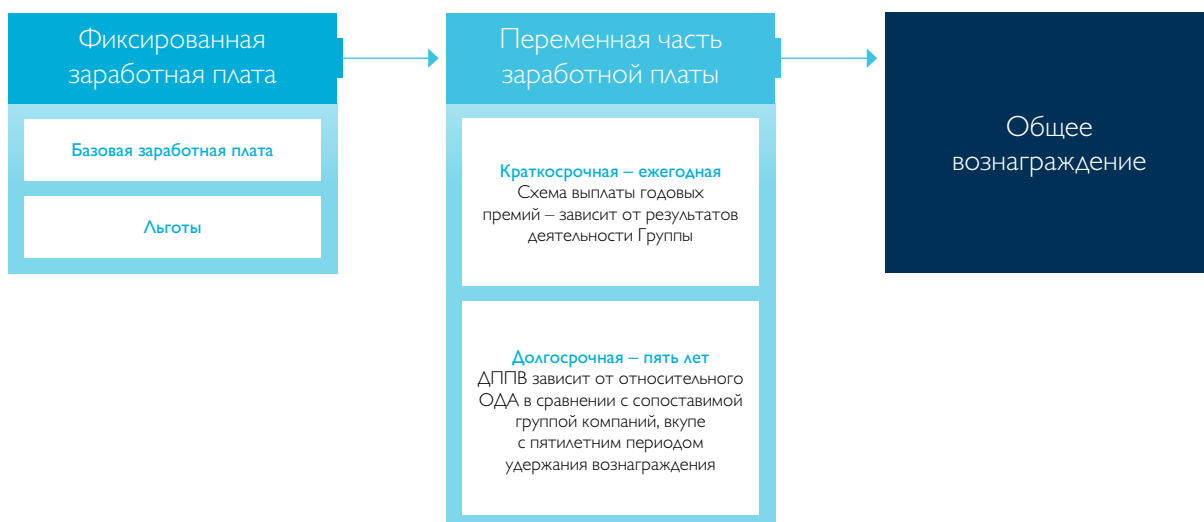 Фиксированная
заработная плата
Базовая заработная плата
Льготы
Переменная часть
заработной платы
Краткосрочная – ежегодная
Схема выплаты годовых
премий – зависит от результатов
деятельности Группы
Долгосрочная – пять лет
ДППВ зависит от относительного
ОДА в сравнении с сопоставимой
группой компаний, вкупе
с пятилетним периодом
удержания вознаграждения
Общее
вознаграждение